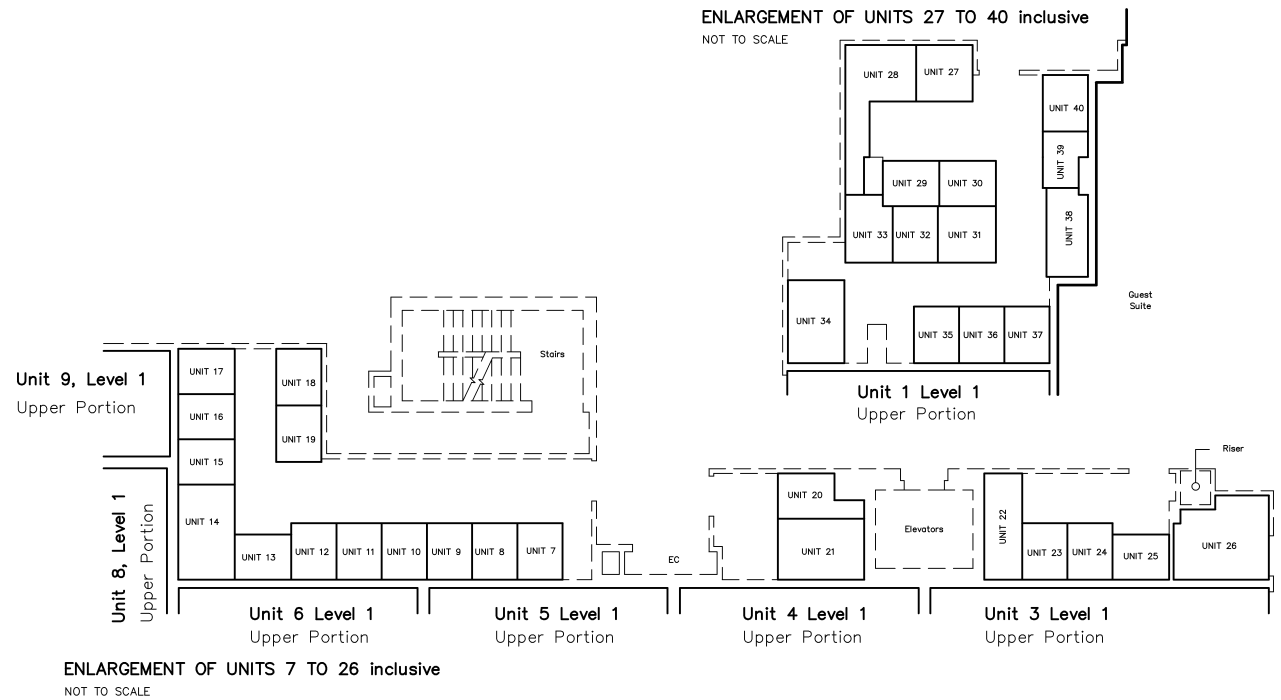 ENLARGEMENT OF UNITS 27 TO 40 inclusive
NOT TO SCALE
UNIT 28
UNIT 27
UNIT 40
UNIT 39
UNIT 29
UNIT 30
UNIT 38
UNIT 33
UNIT 32
UNIT 31
Guest
Suite
UNIT 34
UNIT 35
UNIT 36
UNIT 37
Unit 1 Level 1
Upper Portion
Stairs
Unit 9, Level 1
Upper Portion
UNIT 17
UNIT 18
UNIT 16
UNIT 19
UNIT 15
UNIT 14
Unit 8, Level 1
Upper Portion
UNIT 13
UNIT 12
UNIT 11
UNIT 10
UNIT 9
UNIT 8
UNIT 7
EC
UNIT 20
UNIT 21
Elevators
UNIT 22
UNIT 23
UNIT 24
UNIT 25
UNIT 26
Riser
Unit 6 Level 1
Upper Portion
Unit 5 Level 1
Upper Portion
Unit 4 Level 1
Upper Portion
Unit 3 Level 1
Upper Portion
ENLARGEMENT OF UNITS 7 TO 26 inclusive
NOT TO SCALE